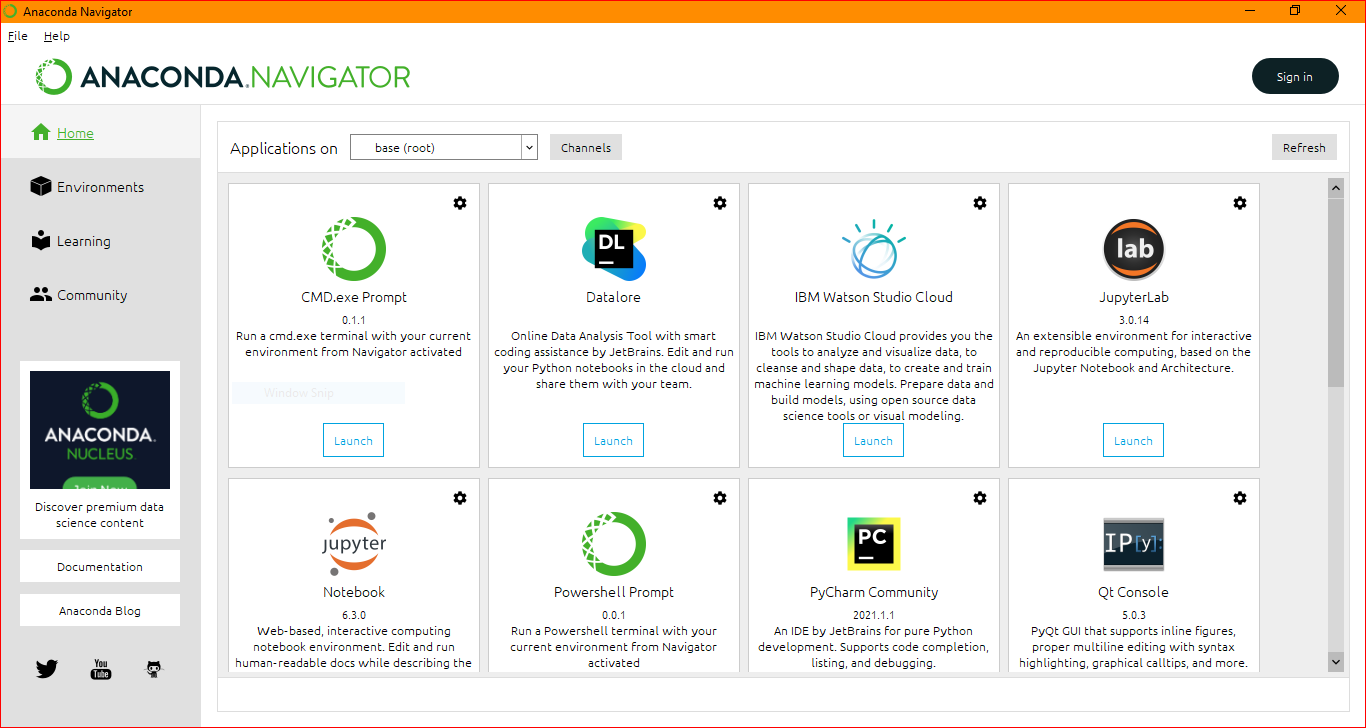 Anaconda Navigator
File Help
ANACONDA.NAVIGATOR
Sign in
Home
Environments
Learning
Community
ANACONDA.
NUCLEUS
Join Now
Discover premium data
science content
Documentation
Anaconda Blog
You
Tube
Applications on base (root) Channels Refresh
CMD.exe Prompt
0.1.1
Run a cmd.exe terminal with your current
environment from Navigator activated
Window Snip
Launch
DL
Datalore
Online Data Analysis Tool with smart
coding assistance by JetBrains. Edit and run
your Python notebooks in the cloud and
share them with your team.
Launch
IBM Watson Studio Cloud
IBM Watson Studio Cloud provides you the
tools to analyze and visualize data, to
cleanse and shape data, to create and train
machine learning models. Prepare data and
build models, using open source data
science tools or visual modeling.
Launch
lab
JupyterLab
3.0.14
An extensible environment for interactive
and reproducible computing, based on the
Jupyter Notebook and Architecture.
Launch
jupyter
Notebook
6.3.0
Web-based, interactive computing
notebook environment. Edit and run
human-readable docs while describing the
Powershell Prompt
0.0.1
Run a Powershell terminal with your
current environment from Navigator
activated
PC
PyCharm Community
2021.1.1
An IDE by JetBrains for pure Python
development. Supports code completion,
listing, and debugging.
IP[y]:
Qt Console
5.0.3
PyQt GUI that supports inline figures,
proper multiline editing with syntax
highlighting, graphical calltips, and more.